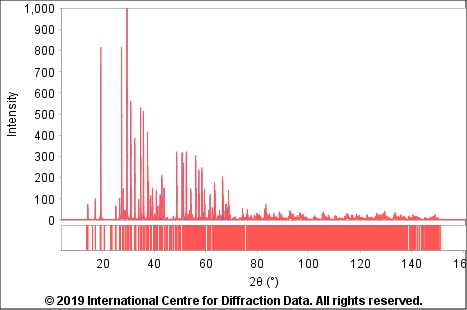 1,000
900
800
700
600
500
400
300
200
100
0
Intensity
20 40 60 80 100 120 140 16
2θ (°)
© 2019 International Centre for Diffraction Data. All rights reserved.